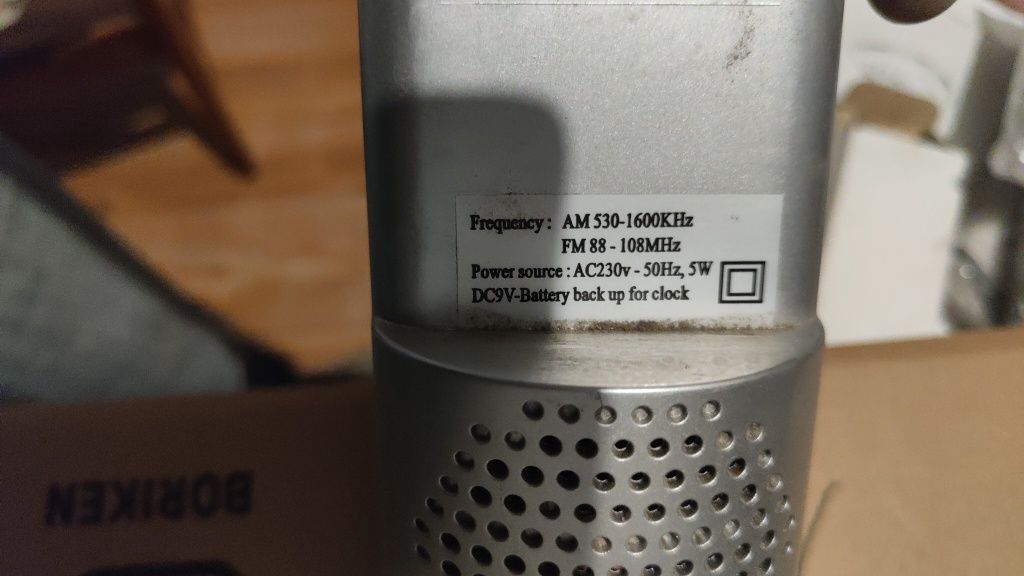 Frequency : AM 530-1600KHz
FM 88 - 108MHz
Power source : AC230v - 50Hz, 5W
DC9V-Battery back up for clock
BORIKEN